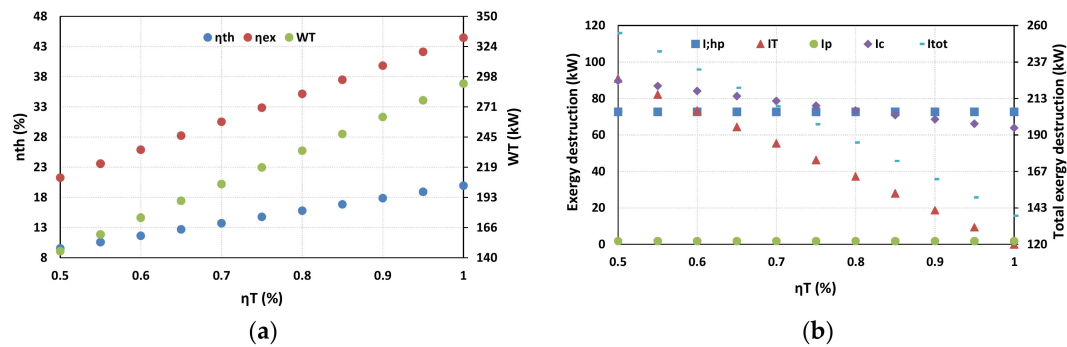 48
43
38
33
28
23
18
13
8
nth (%)
ηth ηex WT
350
324
298
271
245
219
193
166
140
WT (kW)
0.5 0.6 0.7 0.8 0.9 1
ηT (%)
(a)
120
100
80
60
40
20
0
Exergy destruction (kW)
I;hp IT Ip Ic Itot
260
237
213
190
167
143
120
Total exergy destruction (kW)
0.5 0.6 0.7 0.8 0.9 1
ηT (%)
(b)